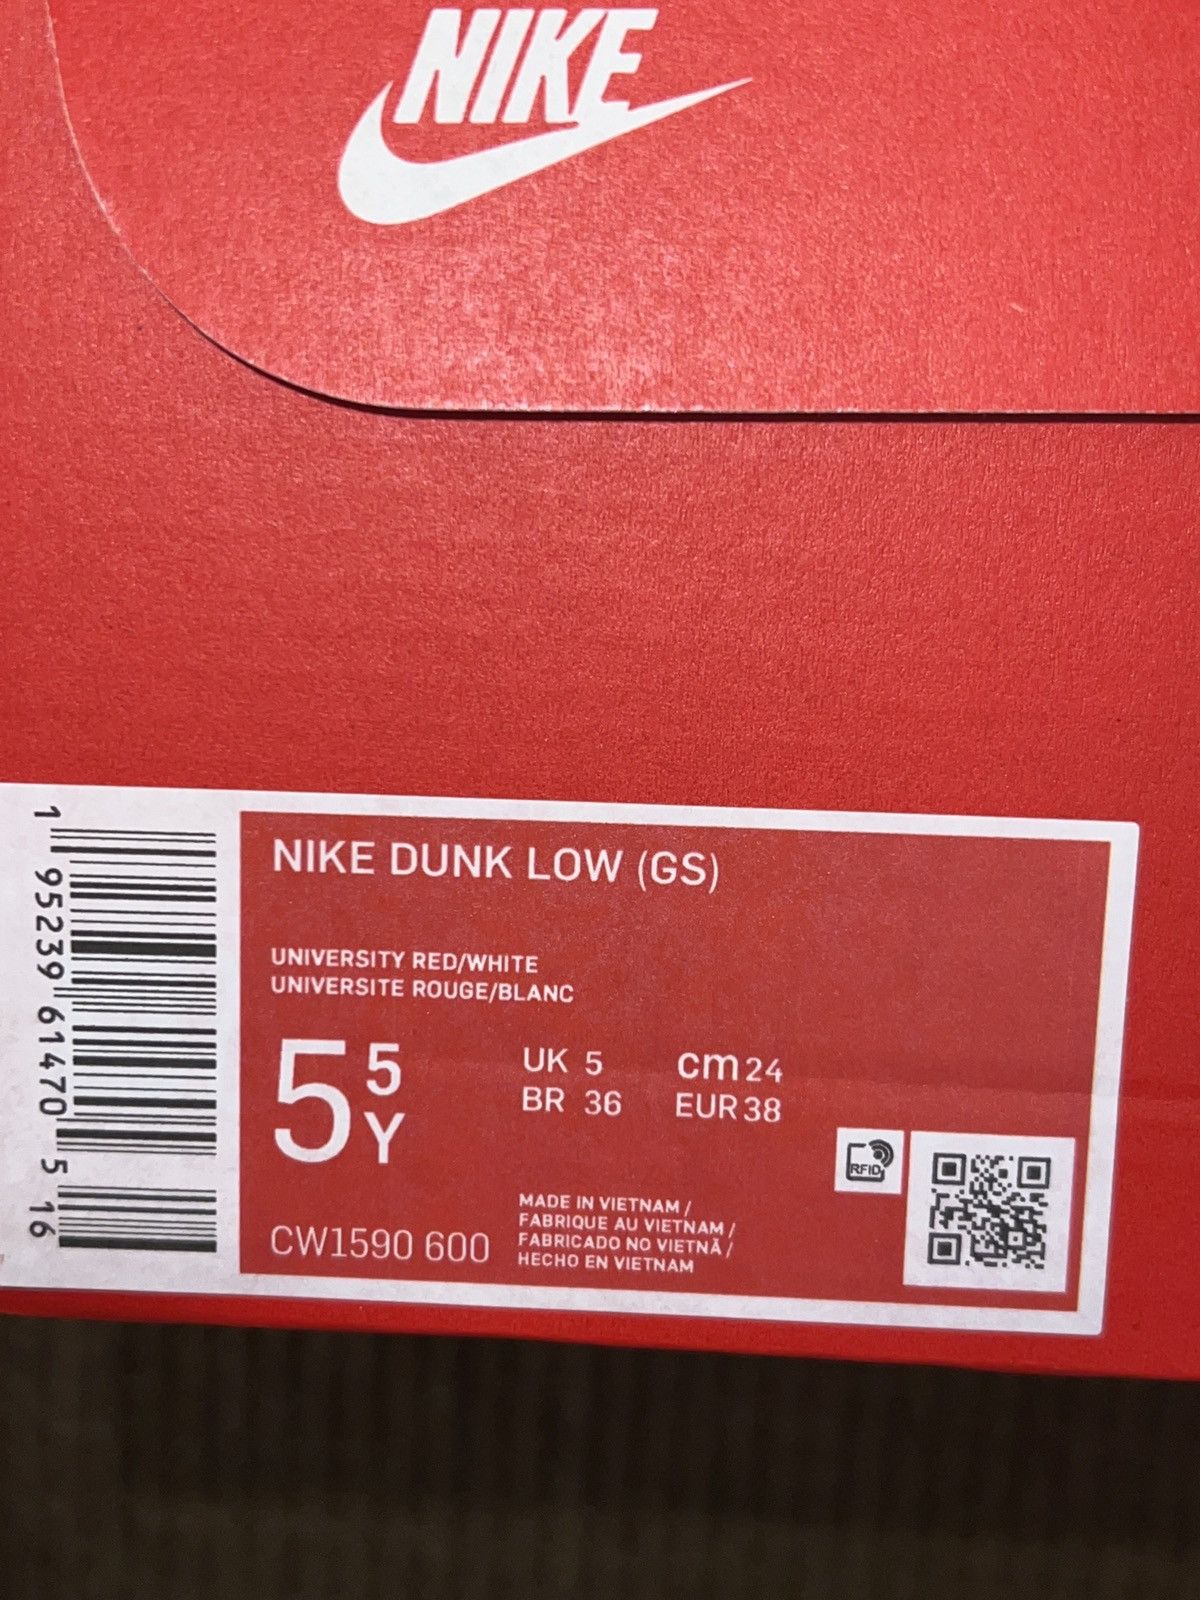 NIKE
NIKE DUNK LOW (GS)
UNIVERSITY RED/WHITE
UNIVERSITE ROUGE/BLANC
5 5 Y
UK 5 cm 24
BR 36 EUR 38
MADE IN VIETNAM /
FABRIQUE AU VIETNAM /
FABRICADO NO VIETNÃ /
HECHO EN VIETNAM
CW1590 600
RFID
1 95239 61470 5 16